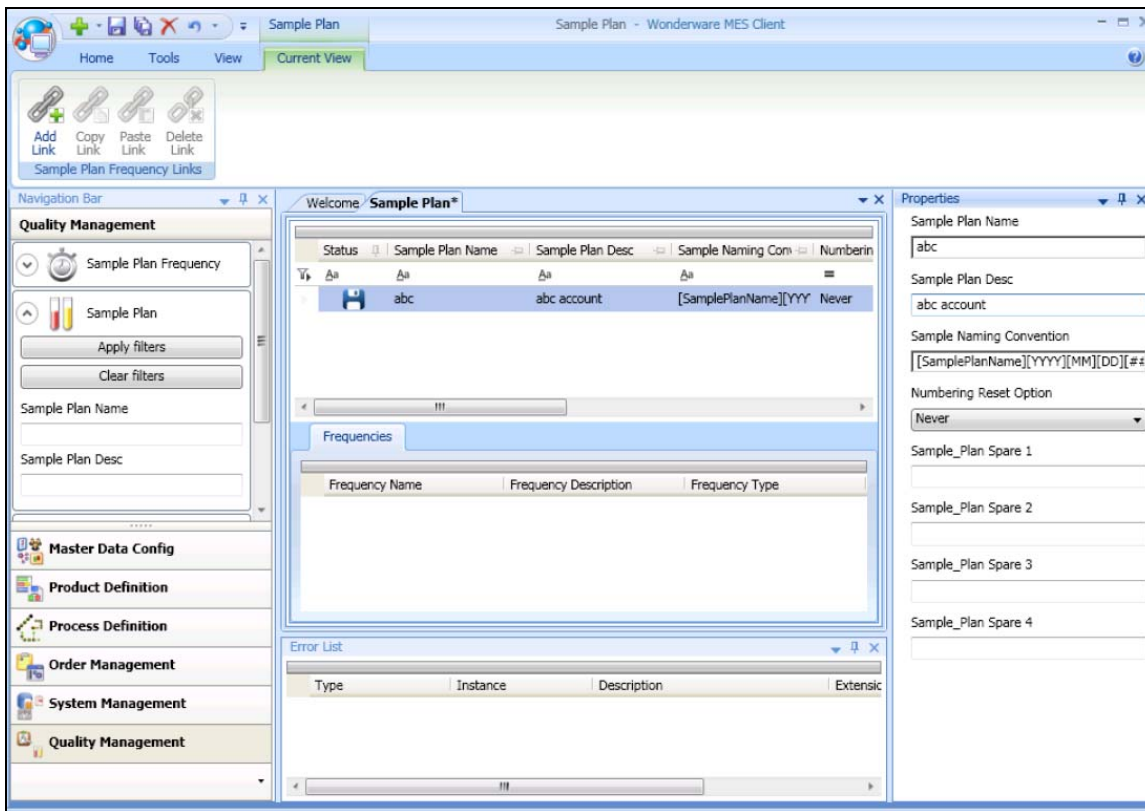 Sample Plan
Sample Plan - Wonderware MES Client
Home
Tools
View
Current View
Add Link
Copy Link
Paste Link
Delete Link
Sample Plan Frequency Links
Navigation Bar
Quality Management
Sample Plan Frequency
Sample Plan
Apply filters
Clear filters
Sample Plan Name
Sample Plan Desc
Master Data Config
Product Definition
Process Definition
Order Management
System Management
Quality Management
Welcome
Sample Plan*
Status
Sample Plan Name
Sample Plan Desc
Sample Naming Con
Numberin
Aa
Aa
Aa
Aa
=
abc
abc account
[SamplePlanName][YYY
Never
Frequencies
Frequency Name
Frequency Description
Frequency Type
Error List
Type
Instance
Description
Extensic
Properties
Sample Plan Name
abc
Sample Plan Desc
abc account
Sample Naming Convention
[SamplePlanName][YYYY][MM][DD][##
Numbering Reset Option
Never
Sample_Plan Spare 1
Sample_Plan Spare 2
Sample_Plan Spare 3
Sample_Plan Spare 4